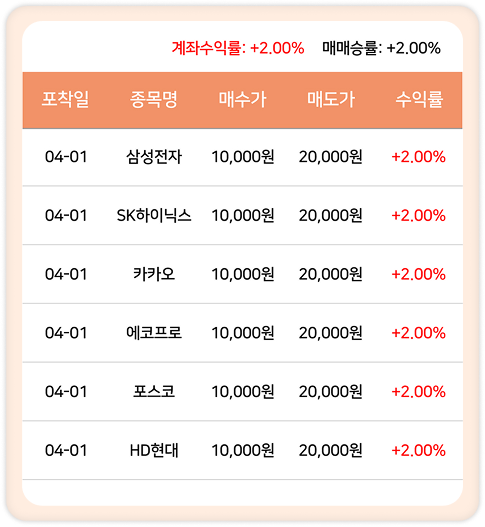 계좌수익률: +2.00% 매매승률: +2.00%
포착일 종목명 매수가 매도가 수익률
04-01 삼성전자 10,000원 20,000원 +2.00%
04-01 SK하이닉스 10,000원 20,000원 +2.00%
04-01 카카오 10,000원 20,000원 +2.00%
04-01 에코프로 10,000원 20,000원 +2.00%
04-01 포스코 10,000원 20,000원 +2.00%
04-01 HD현대 10,000원 20,000원 +2.00%